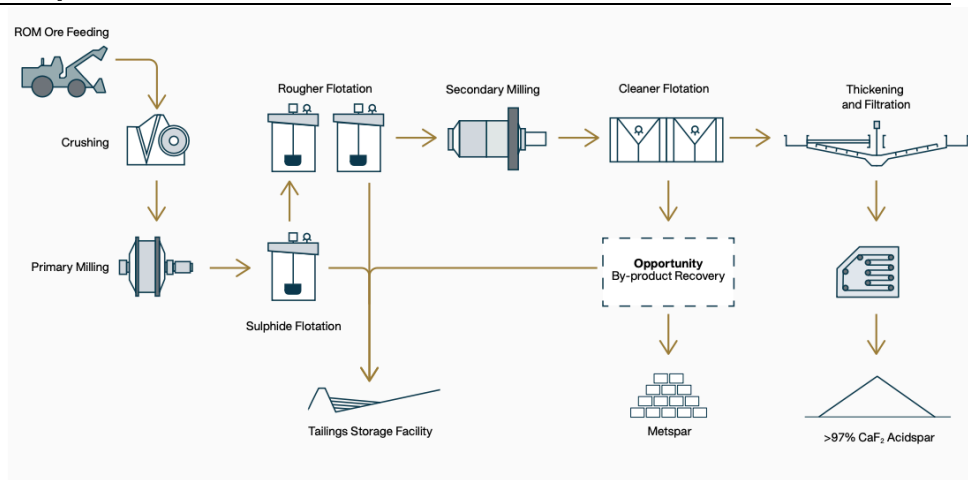 ROM Ore Feeding
Crushing
Primary Milling
Rougher Flotation
Sulphide Flotation
Secondary Milling
Cleaner Flotation
Thickening
and Filtration
Opportunity
By-product Recovery
Tailings Storage Facility
Metspar
>97% CaF₂ Acidspar